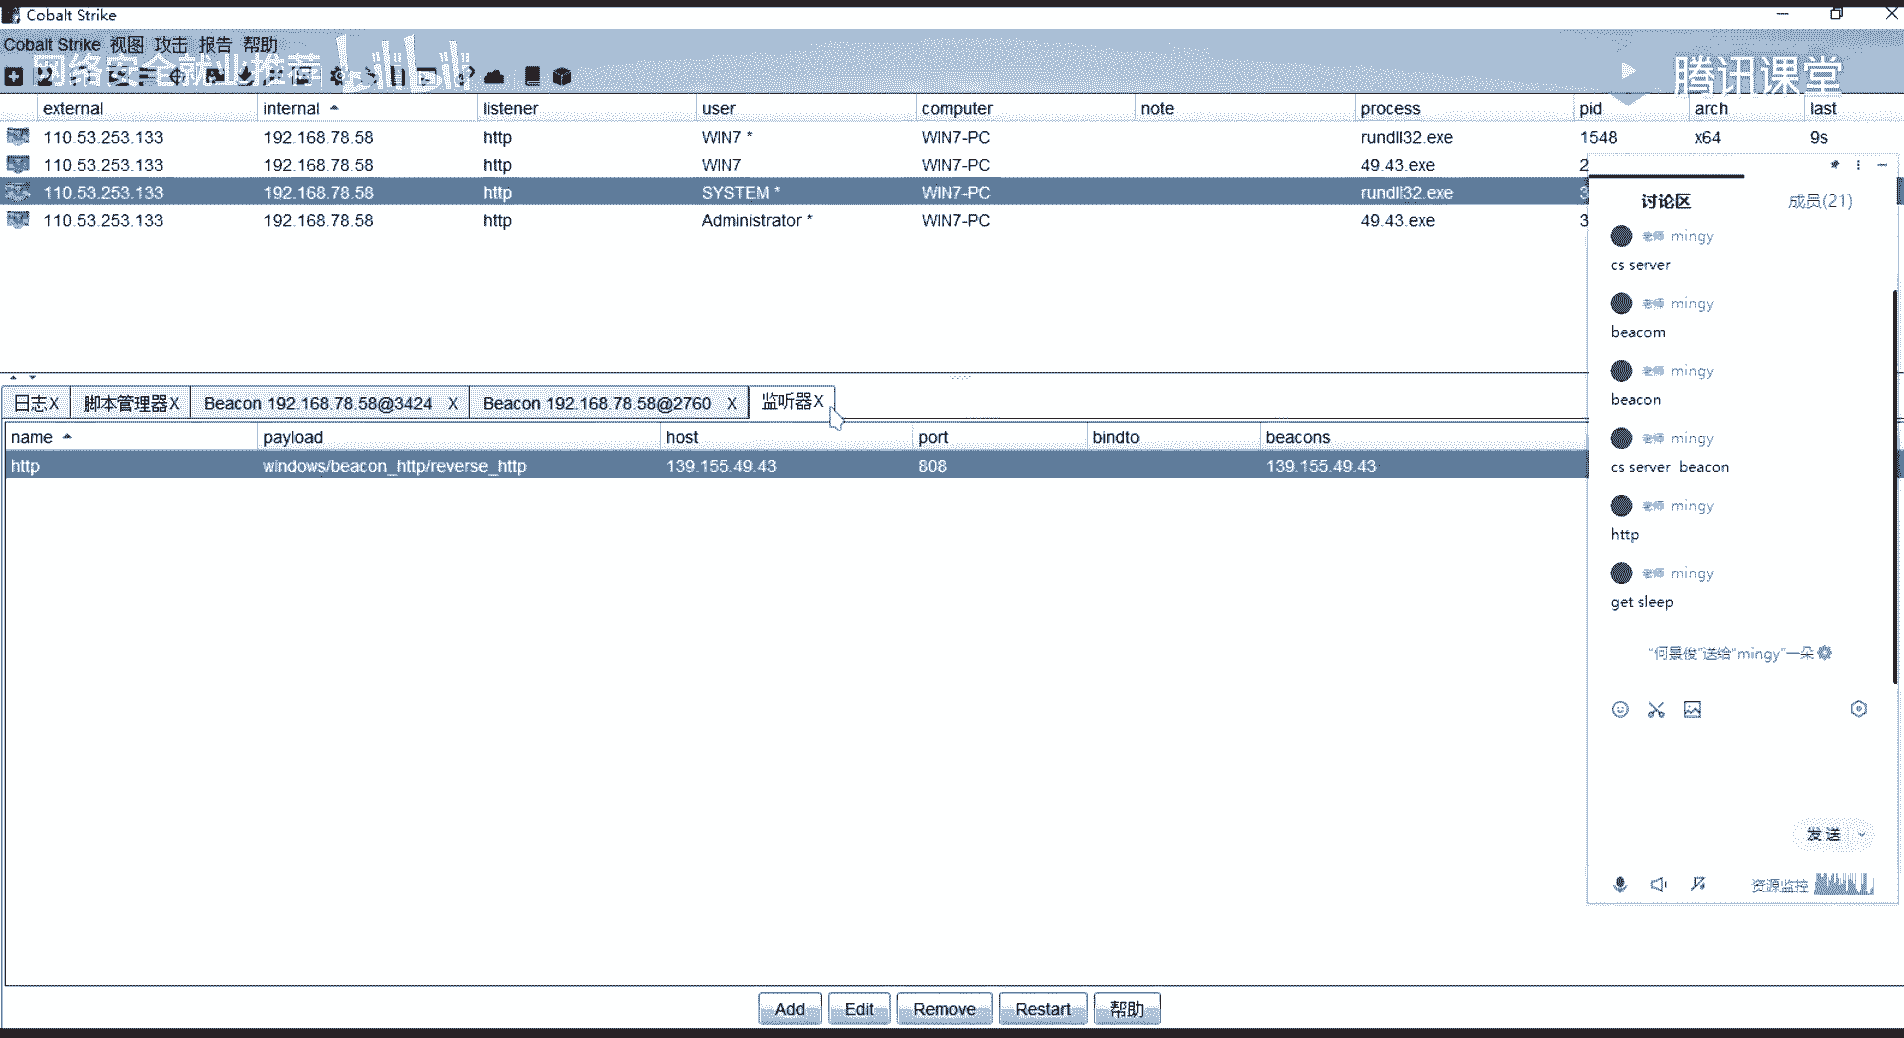 Cobalt Strike
Cobalt Strike 视图 攻击 报告 帮助
网络安全就业推荐 bilibili
腾讯课堂
external internal listener user computer note process pid arch last
110.53.253.133 192.168.78.58 http WIN7 * WIN7-PC rundll32.exe 1548 x64 9s
110.53.253.133 192.168.78.58 http WIN7 WIN7-PC 49.43.exe 2
110.53.253.133 192.168.78.58 http SYSTEM * WIN7-PC rundll32.exe 3
110.53.253.133 192.168.78.58 http Administrator * WIN7-PC 49.43.exe 3
讨论区 成员(21)
老师 mingy
cs server
老师 mingy
beacom
老师 mingy
beacon
老师 mingy
cs server beacon
老师 mingy
http
老师 mingy
get sleep
"何景俊"送给"mingy"一朵
发送
资源监控
日志X 脚本管理器X Beacon 192.168.78.58@3424 X Beacon 192.168.78.58@2760 X 监听器X
name payload host port bindto beacons
http windows/beacon_http/reverse_http 139.155.49.43 808 139.155.49.43
Add Edit Remove Restart 帮助